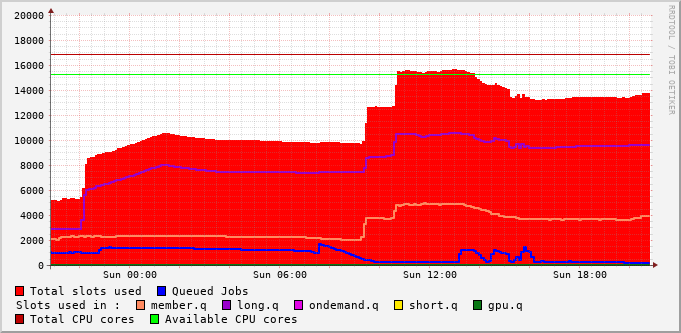 RRDTOOL / TOBI OETIKER
20000
18000
16000
14000
12000
10000
8000
6000
4000
2000
0
Sun 00:00 Sun 06:00 Sun 12:00 Sun 18:00
Total slots used Queued Jobs
Slots used in : member.q long.q ondemand.q short.q gpu.q
Total CPU cores Available CPU cores